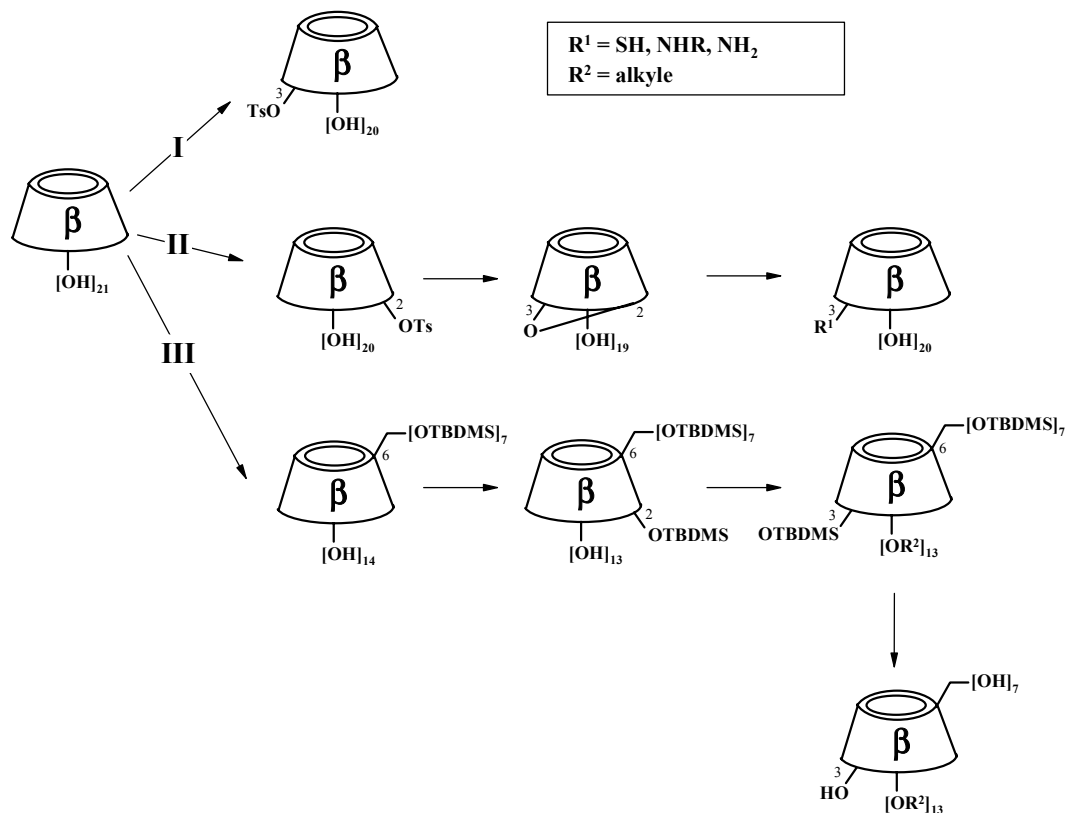 R¹ = SH, NHR, NH₂
R² = alkyle
β
3
TsO
[OH]₂₀
I
β
[OH]₂₁
II
β
2
OTs
[OH]₂₀
β
3
2
O
[OH]₁₉
β
3
R¹
[OH]₂₀
III
[OTBDMS]₇
6
β
[OH]₁₄
[OTBDMS]₇
6
β
2
OTBDMS
[OH]₁₃
[OTBDMS]₇
6
β
3
OTBDMS
[OR²]₁₃
[OH]₇
β
3
HO
[OR²]₁₃